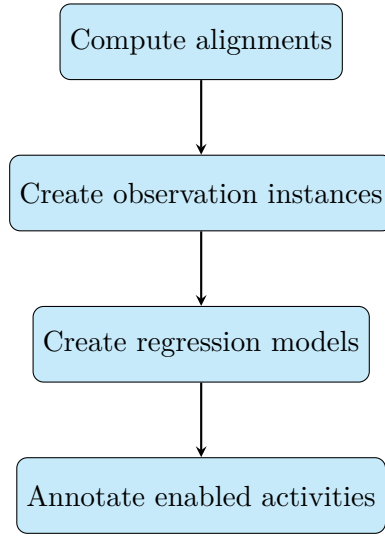 Compute alignments
Create observation instances
Create regression models
Annotate enabled activities